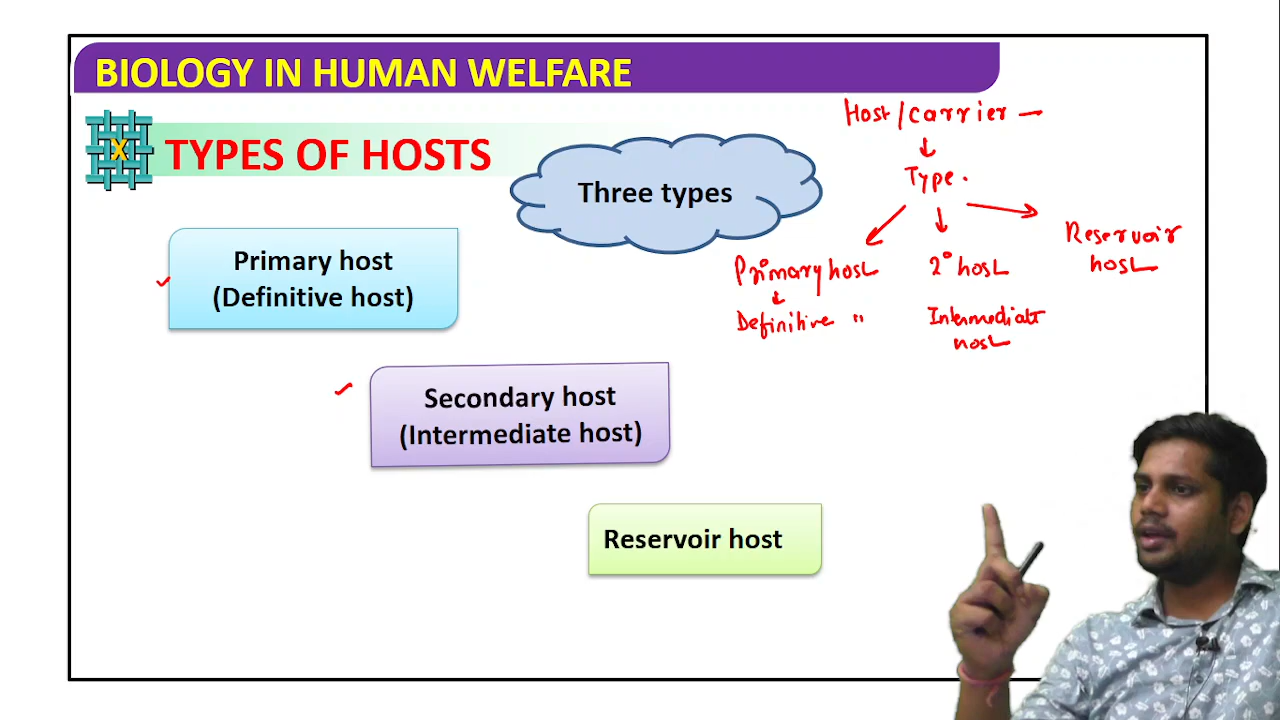 BIOLOGY IN HUMAN WELFARE
X
TYPES OF HOSTS
Three types
Primary host
(Definitive host)
Secondary host
(Intermediate host)
Reservoir host
Host/carrier —
Type.
Primary host
Definitive "
2° host
Intermediate
host
Reservoir
host